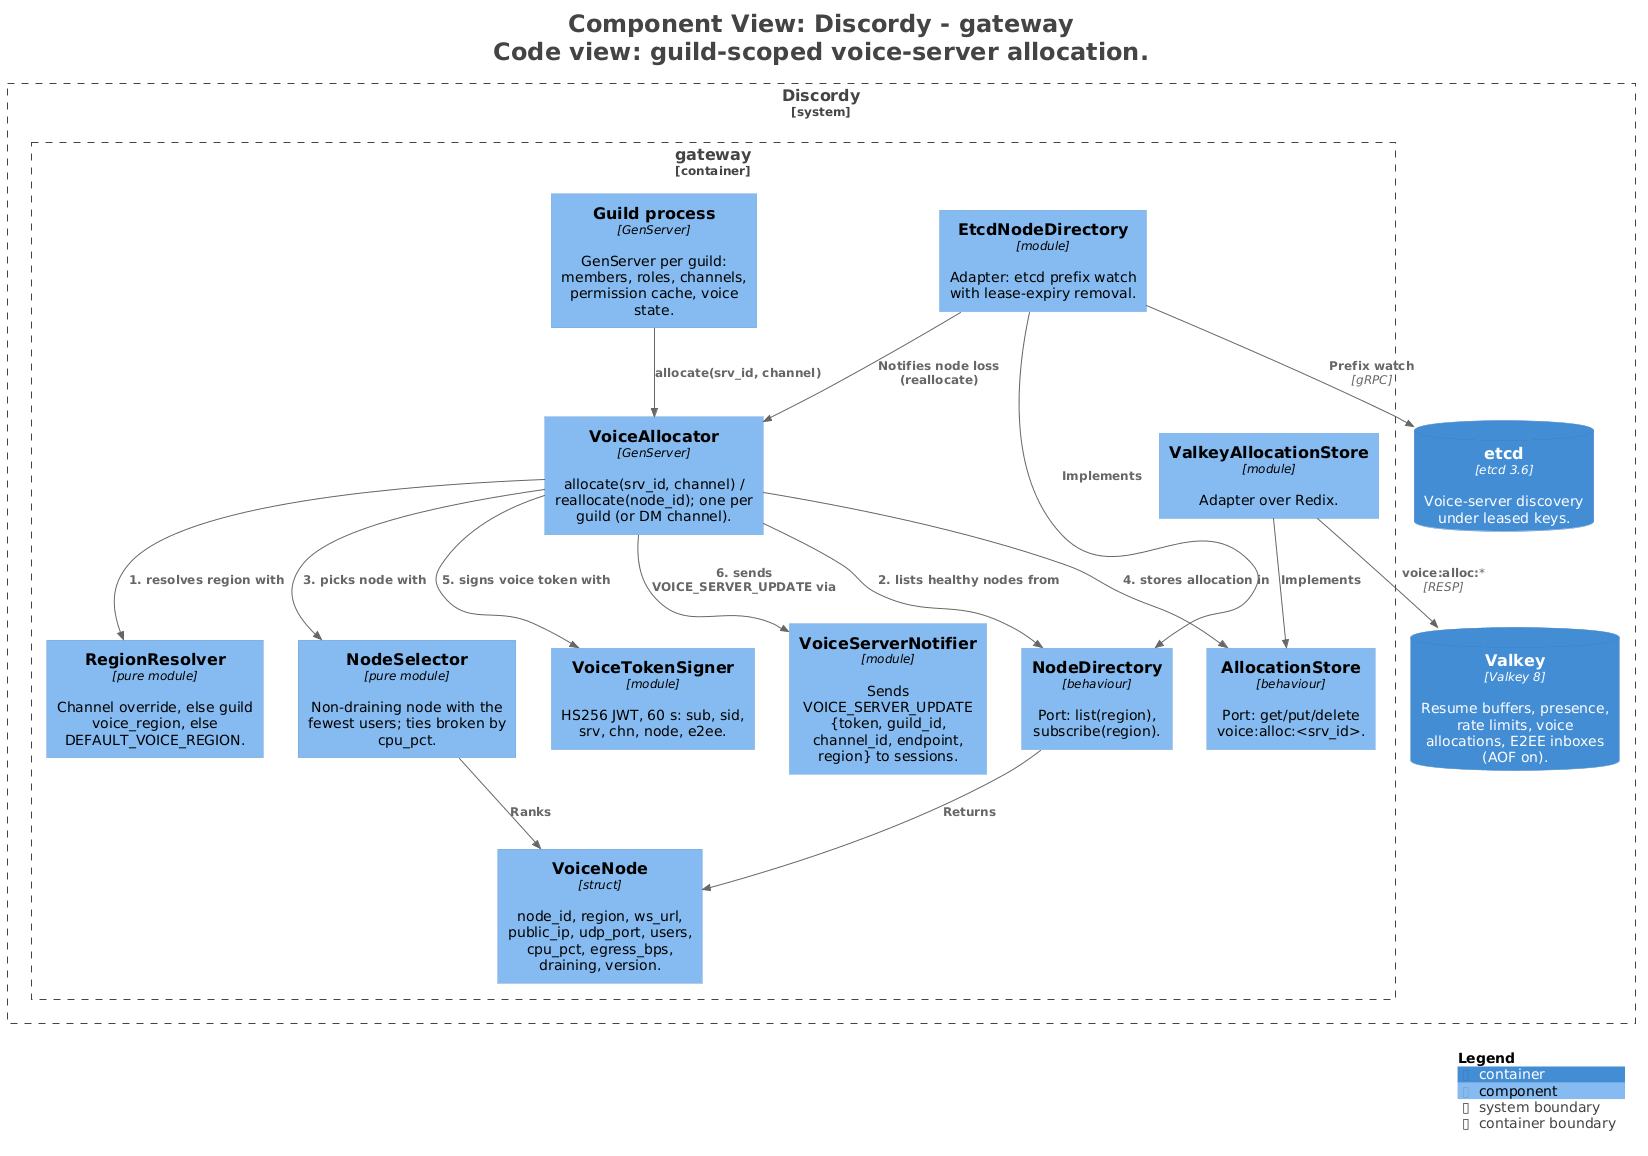 Component View: Discordy - gateway
Code view: guild-scoped voice-server allocation.
Discordy
[system]
gateway
[container]
Guild process
[GenServer]
GenServer per guild:
members, roles, channels,
permission cache, voice
state.
EtcdNodeDirectory
[module]
Adapter: etcd prefix watch
with lease-expiry removal.
allocate(srv_id, channel)
Notifies node loss
(reallocate)
Prefix watch
[gRPC]
VoiceAllocator
[GenServer]
allocate(srv_id, channel) /
reallocate(node_id); one per
guild (or DM channel).
Implements
ValkeyAllocationStore
[module]
Adapter over Redix.
etcd
[etcd 3.6]
Voice-server discovery
under leased keys.
1. resolves region with
3. picks node with
5. signs voice token with
6. sends
VOICE_SERVER_UPDATE via
2. lists healthy nodes from
4. stores allocation in
Implements
voice:alloc:*
[RESP]
RegionResolver
[pure module]
Channel override, else guild
voice_region, else
DEFAULT_VOICE_REGION.
NodeSelector
[pure module]
Non-draining node with the
fewest users; ties broken by
cpu_pct.
VoiceTokenSigner
[module]
HS256 JWT, 60 s: sub, sid,
srv, chn, node, e2ee.
VoiceServerNotifier
[module]
Sends
VOICE_SERVER_UPDATE
{token, guild_id,
channel_id, endpoint,
region} to sessions.
NodeDirectory
[behaviour]
Port: list(region),
subscribe(region).
AllocationStore
[behaviour]
Port: get/put/delete
voice:alloc:<srv_id>.
Valkey
[Valkey 8]
Resume buffers, presence,
rate limits, voice
allocations, E2EE inboxes
(AOF on).
Ranks
Returns
VoiceNode
[struct]
node_id, region, ws_url,
public_ip, udp_port, users,
cpu_pct, egress_bps,
draining, version.
Legend
container
component
system boundary
container boundary